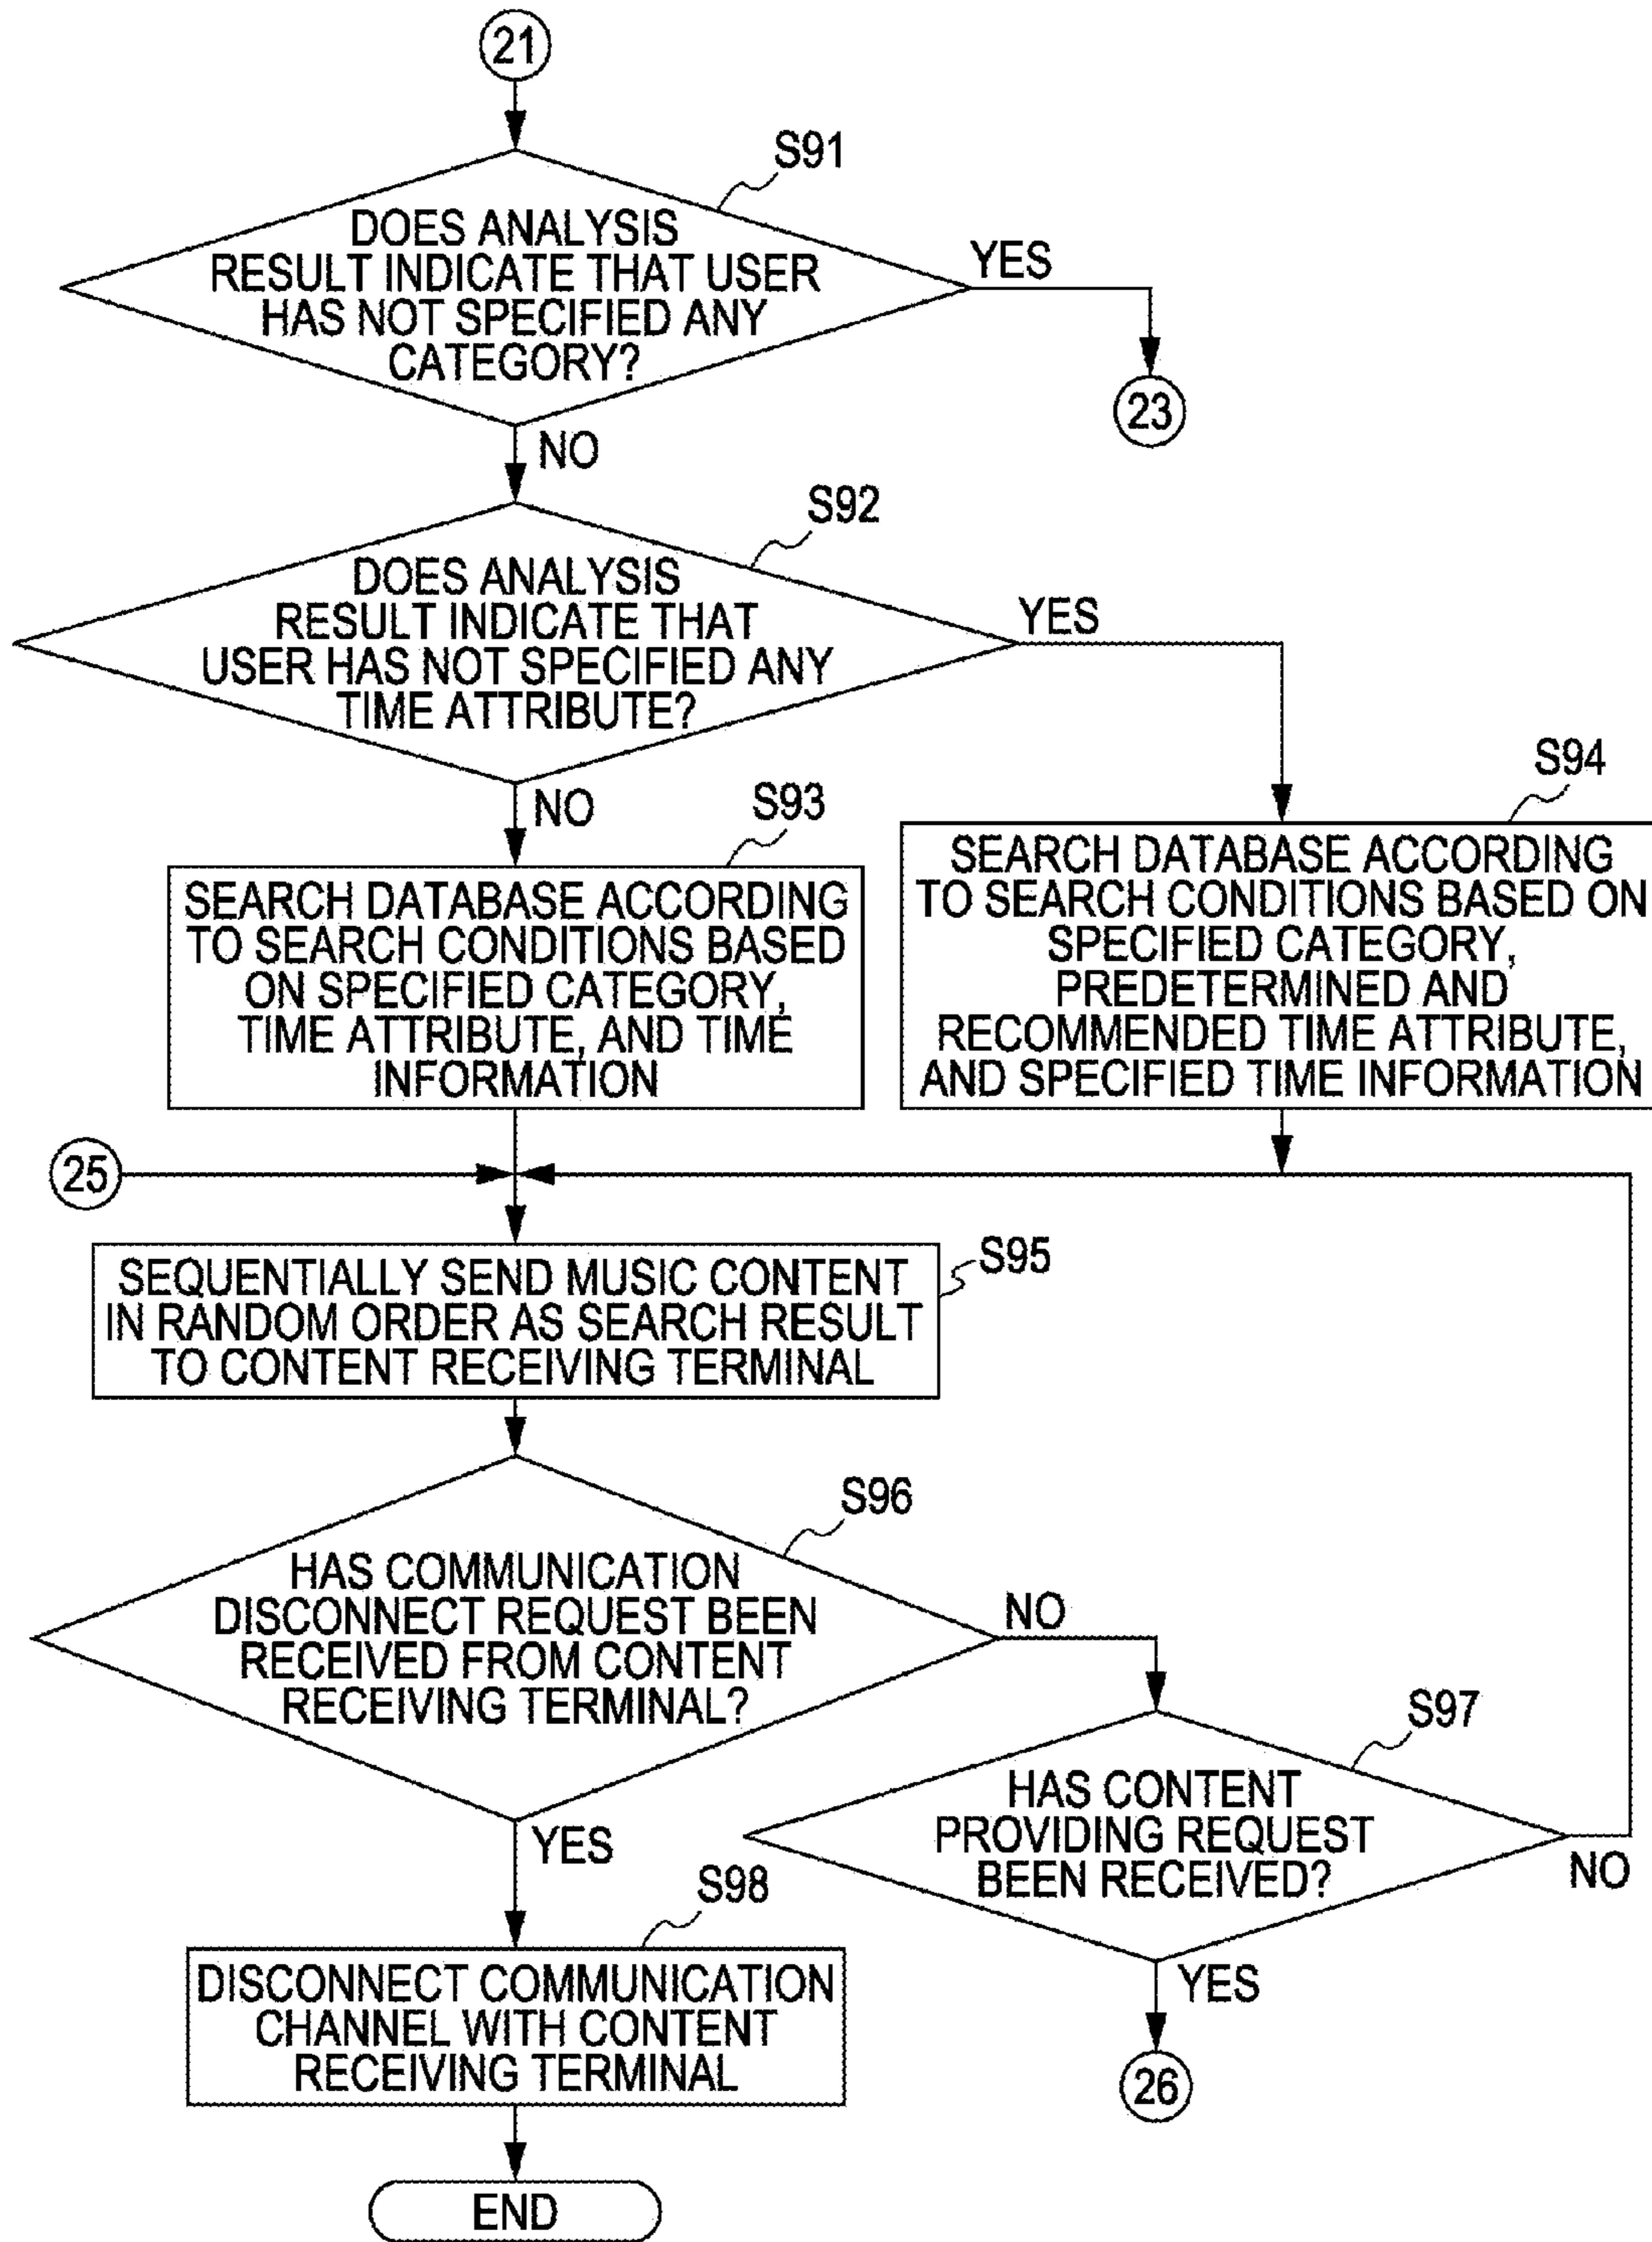 21
S91
DOES ANALYSIS
RESULT INDICATE THAT USER
HAS NOT SPECIFIED ANY
CATEGORY?
YES
23
NO
S92
DOES ANALYSIS
RESULT INDICATE THAT
USER HAS NOT SPECIFIED ANY
TIME ATTRIBUTE?
YES
NO
S93
SEARCH DATABASE ACCORDING
TO SEARCH CONDITIONS BASED
ON SPECIFIED CATEGORY,
TIME ATTRIBUTE, AND TIME
INFORMATION
S94
SEARCH DATABASE ACCORDING
TO SEARCH CONDITIONS BASED ON
SPECIFIED CATEGORY,
PREDETERMINED AND
RECOMMENDED TIME ATTRIBUTE,
AND SPECIFIED TIME INFORMATION
25
S95
SEQUENTIALLY SEND MUSIC CONTENT
IN RANDOM ORDER AS SEARCH RESULT
TO CONTENT RECEIVING TERMINAL
S96
HAS COMMUNICATION
DISCONNECT REQUEST BEEN
RECEIVED FROM CONTENT
RECEIVING TERMINAL?
NO
YES
S97
HAS CONTENT
PROVIDING REQUEST
BEEN RECEIVED?
NO
YES
26
S98
DISCONNECT COMMUNICATION
CHANNEL WITH CONTENT
RECEIVING TERMINAL
END